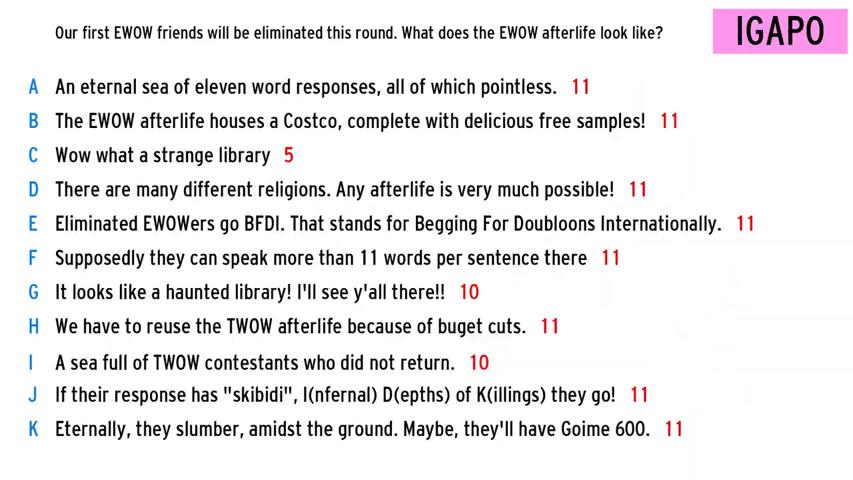 Our first EWOW friends will be eliminated this round. What does the EWOW afterlife look like?
IGAPO
A An eternal sea of eleven word responses, all of which pointless. 11
B The EWOW afterlife houses a Costco, complete with delicious free samples! 11
C Wow what a strange library 5
D There are many different religions. Any afterlife is very much possible! 11
E Eliminated EWOWers go BFDI. That stands for Begging For Doubloons Internationally. 11
F Supposedly they can speak more than 11 words per sentence there 11
G It looks like a haunted library! I'll see y'all there!! 10
H We have to reuse the TWOW afterlife because of buget cuts. 11
I A sea full of TWOW contestants who did not return. 10
J If their response has "skibidi", I(nfernal) D(epths) of K(illings) they go! 11
K Eternally, they slumber, amidst the ground. Maybe, they'll have Goime 600. 11